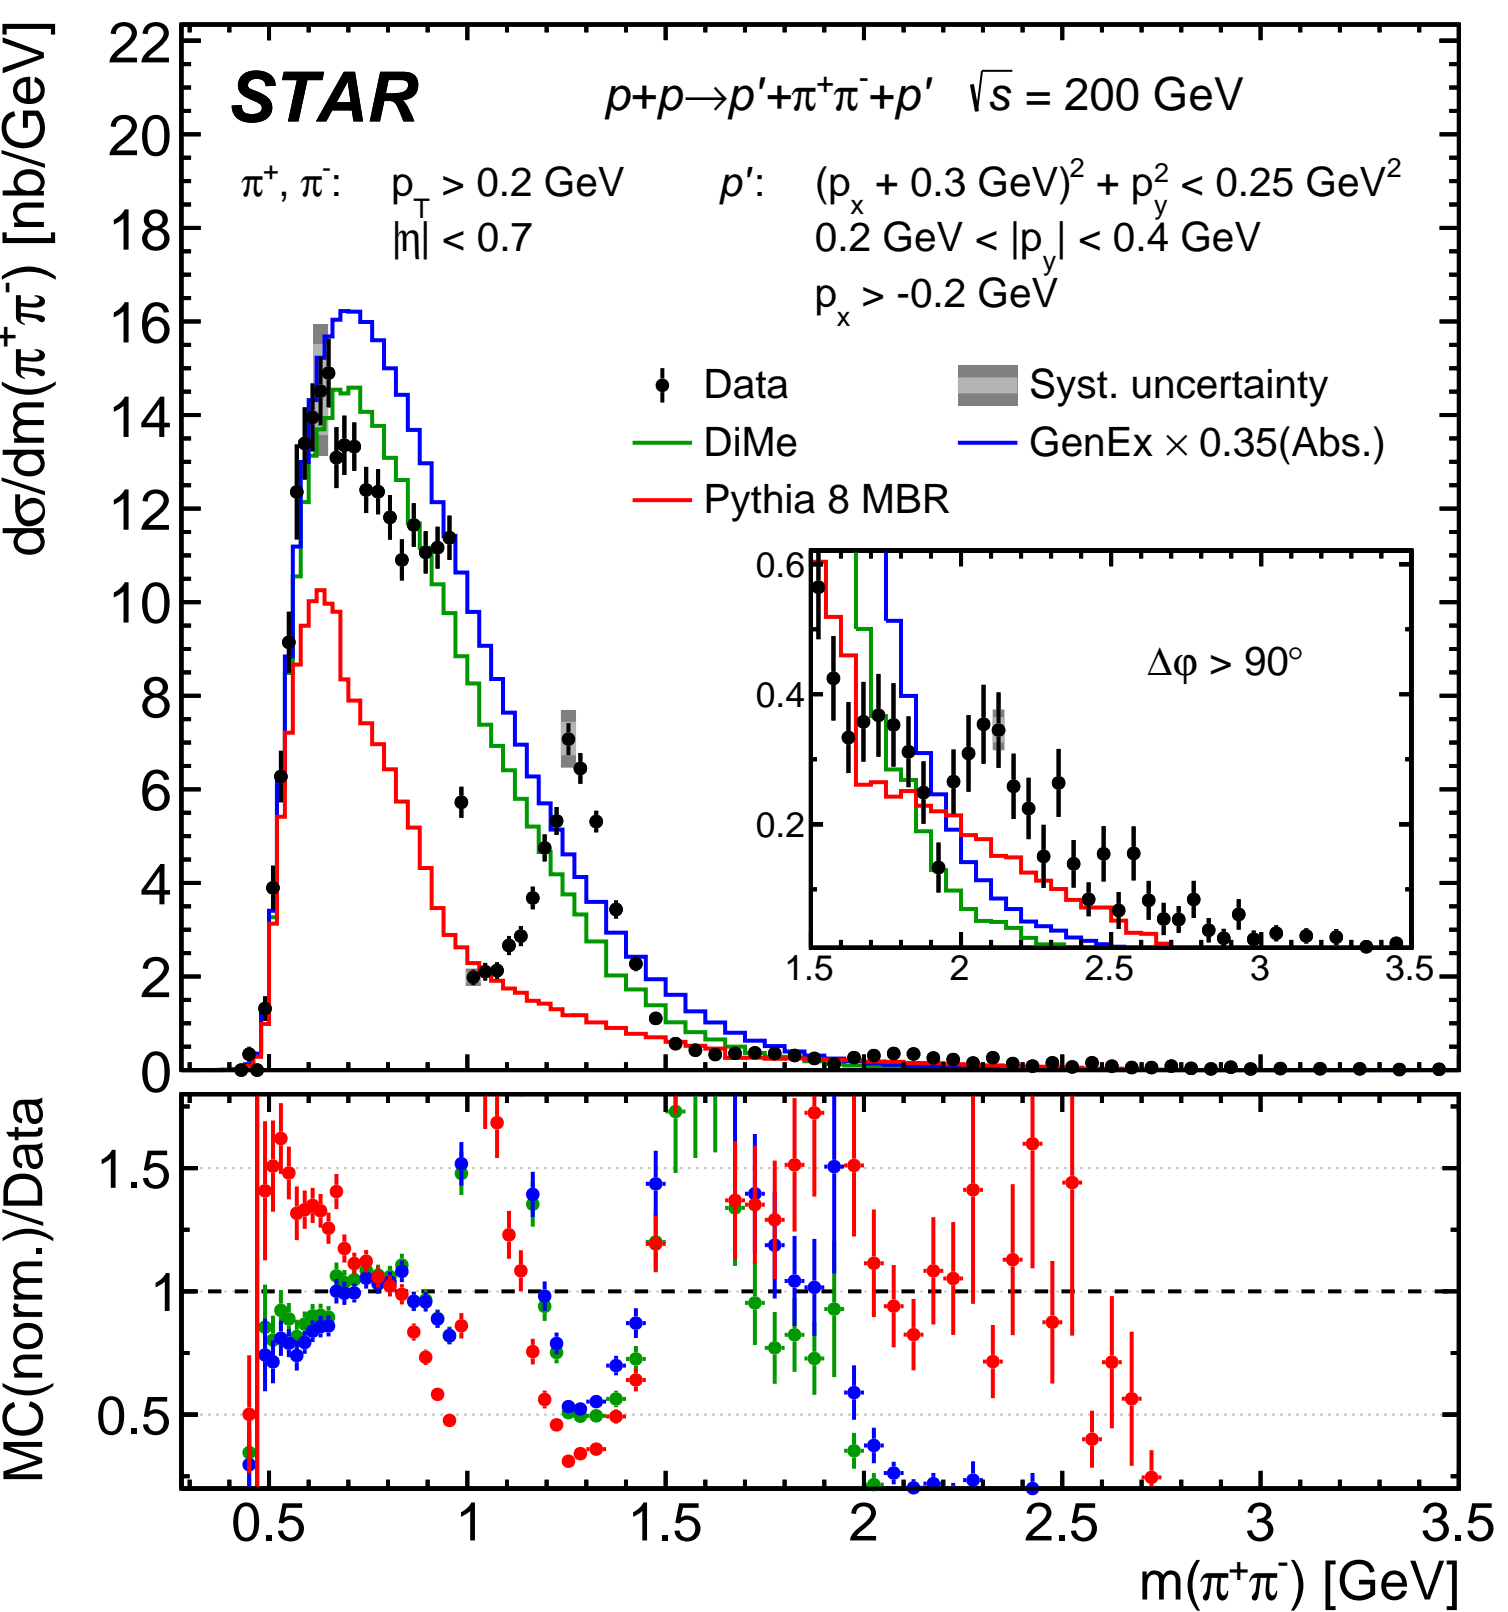 dσ/dm(π⁺π⁻) [nb/GeV]
22
20
18
16
14
12
10
8
6
4
2
0
STAR
p+p→p′+π⁺π⁻+p′ √s = 200 GeV
π⁺, π⁻: p_T > 0.2 GeV p′: (p_x + 0.3 GeV)² + p_y² < 0.25 GeV²
|η| < 0.7 0.2 GeV < |p_y| < 0.4 GeV
p_x > -0.2 GeV
Data Syst. uncertainty
DiMe GenEx × 0.35(Abs.)
Pythia 8 MBR
0.6
0.4
0.2
Δφ > 90°
1.5 2 2.5 3 3.5
MC(norm.)/Data
1.5
1
0.5
0.5 1 1.5 2 2.5 3 3.5
m(π⁺π⁻) [GeV]